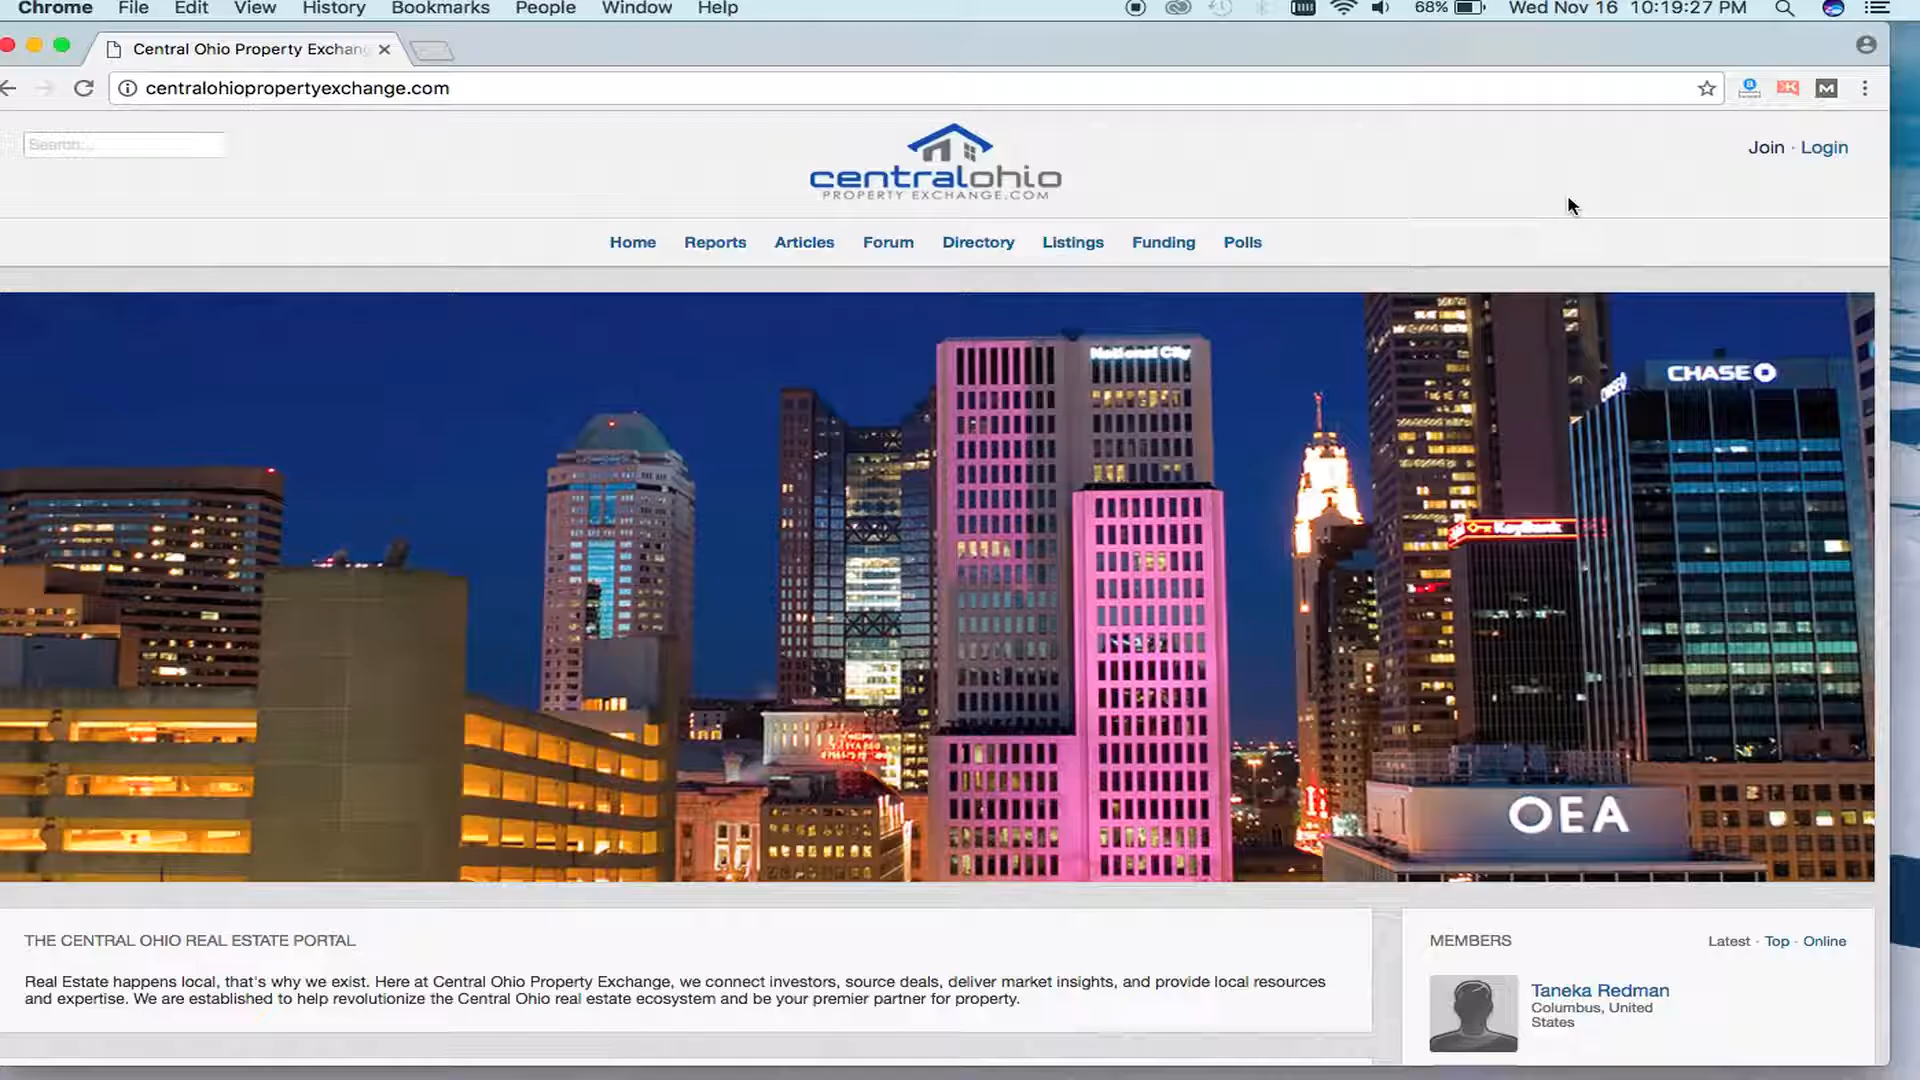 Chrome File Edit View History Bookmarks People Window Help 68% Wed Nov 16 10:19:27 PM
Central Ohio Property Exchang
centralohiopropertyexchange.com
Search...
centralohio
PROPERTY EXCHANGE.COM
Join · Login
Home Reports Articles Forum Directory Listings Funding Polls
National City
CHASE
KeyBank
OEA
THE CENTRAL OHIO REAL ESTATE PORTAL
Real Estate happens local, that's why we exist. Here at Central Ohio Property Exchange, we connect investors, source deals, deliver market insights, and provide local resources
and expertise. We are established to help revolutionize the Central Ohio real estate ecosystem and be your premier partner for property.
MEMBERS
Latest · Top · Online
Taneka Redman
Columbus, United
States